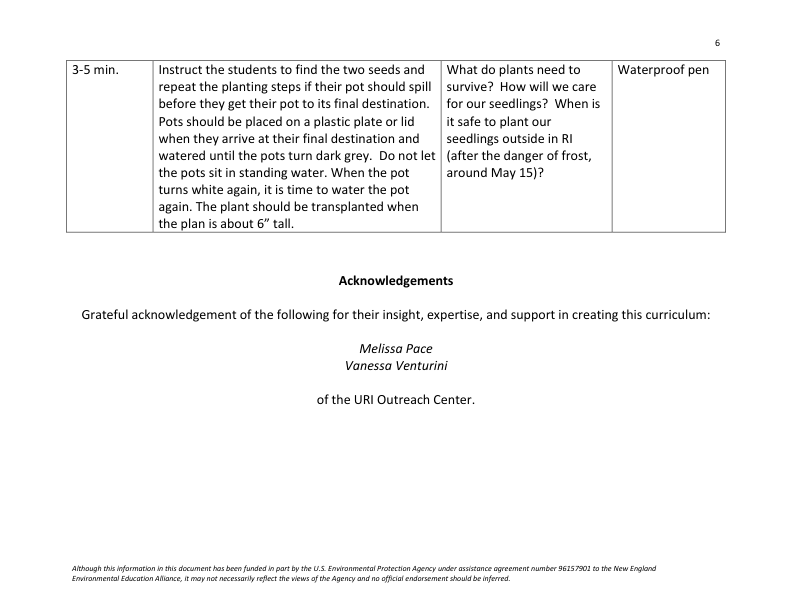 6
3-5 min.
Instruct the students to find the two seeds and
repeat the planting steps if their pot should spill
before they get their pot to its final destination.
Pots should be placed on a plastic plate or lid
when they arrive at their final destination and
watered until the pots turn dark grey.  Do not let
the pots sit in standing water. When the pot
turns white again, it is time to water the pot
again. The plant should be transplanted when
the plan is about 6” tall.
What do plants need to
survive?  How will we care
for our seedlings?  When is
it safe to plant our
seedlings outside in RI
(after the danger of frost,
around May 15)?
Waterproof pen
Acknowledgements
Grateful acknowledgement of the following for their insight, expertise, and support in creating this curriculum:
Melissa Pace
Vanessa Venturini
of the URI Outreach Center.
Although this information in this document has been funded in part by the U.S. Environmental Protection Agency under assistance agreement number 96157901 to the New England
Environmental Education Alliance, it may not necessarily reflect the views of the Agency and no official endorsement should be inferred.